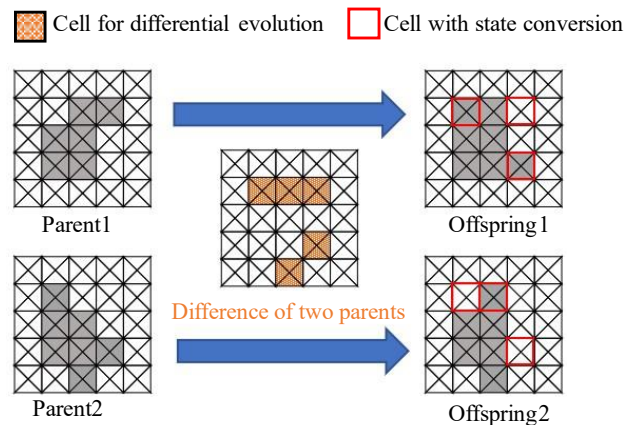 Cell for differential evolution Cell with state conversion
Parent1
Offspring1
Difference of two parents
Parent2
Offspring2